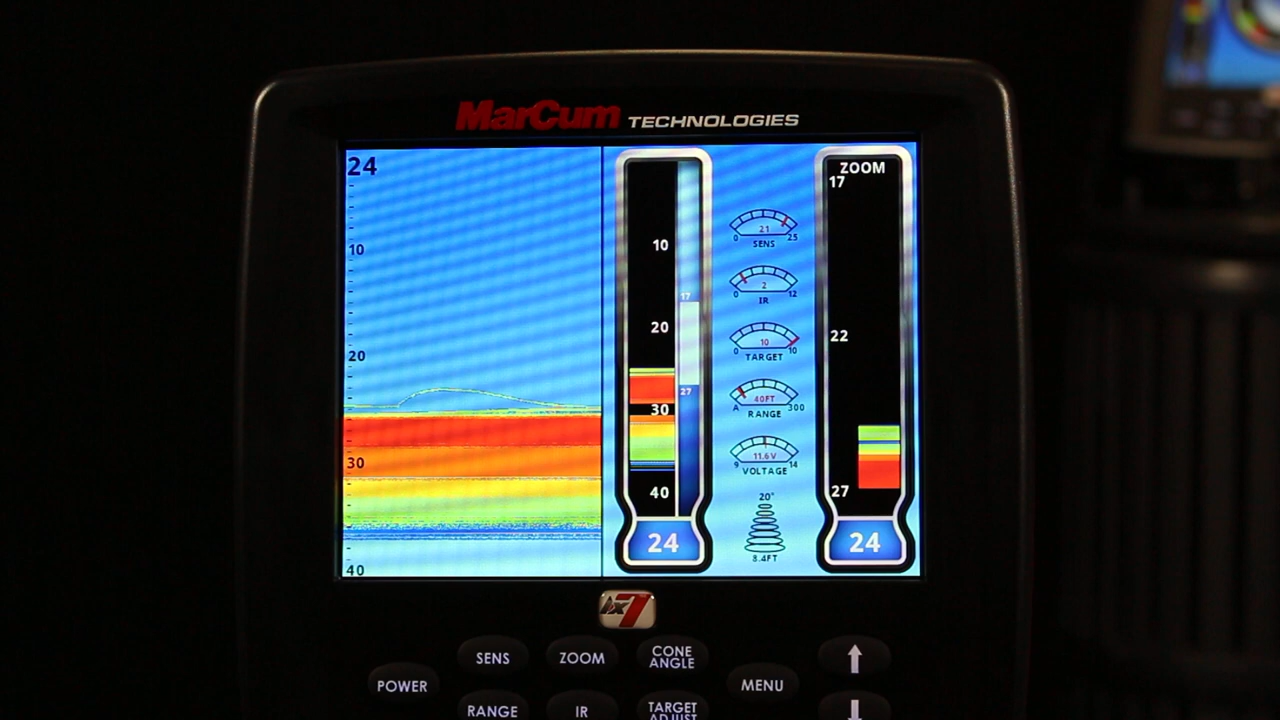 MarCum TECHNOLOGIES
24
10
20
30
40
10
20
30
40
17
27
24
21
0 25
SENS
2
0 12
IR
10
0 10
TARGET
40FT
A 300
RANGE
11.6 V
9 14
VOLTAGE
20°
8.4FT
ZOOM
17
22
27
24
lx7
POWER
SENS
ZOOM
CONE
ANGLE
MENU
RANGE
IR
TARGET
ADJUST